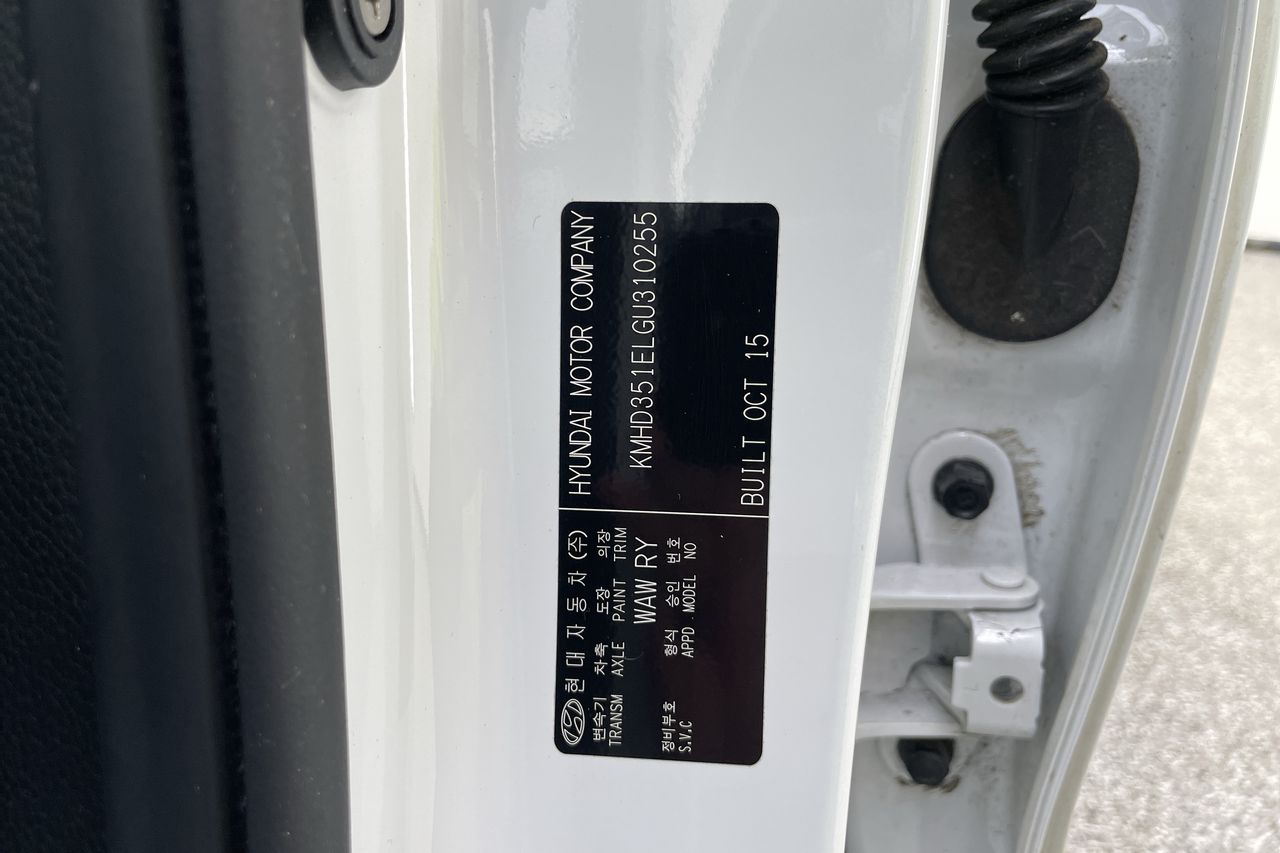 현대자동차(주) HYUNDAI MOTOR COMPANY
변속기 차축 도장 의장
TRANSM AXLE PAINT TRIM
WAW RY KMHD351ELGU310255
정비부호 형식 승인 번호
S.V.C APPD.MODEL NO
BUILT OCT 15